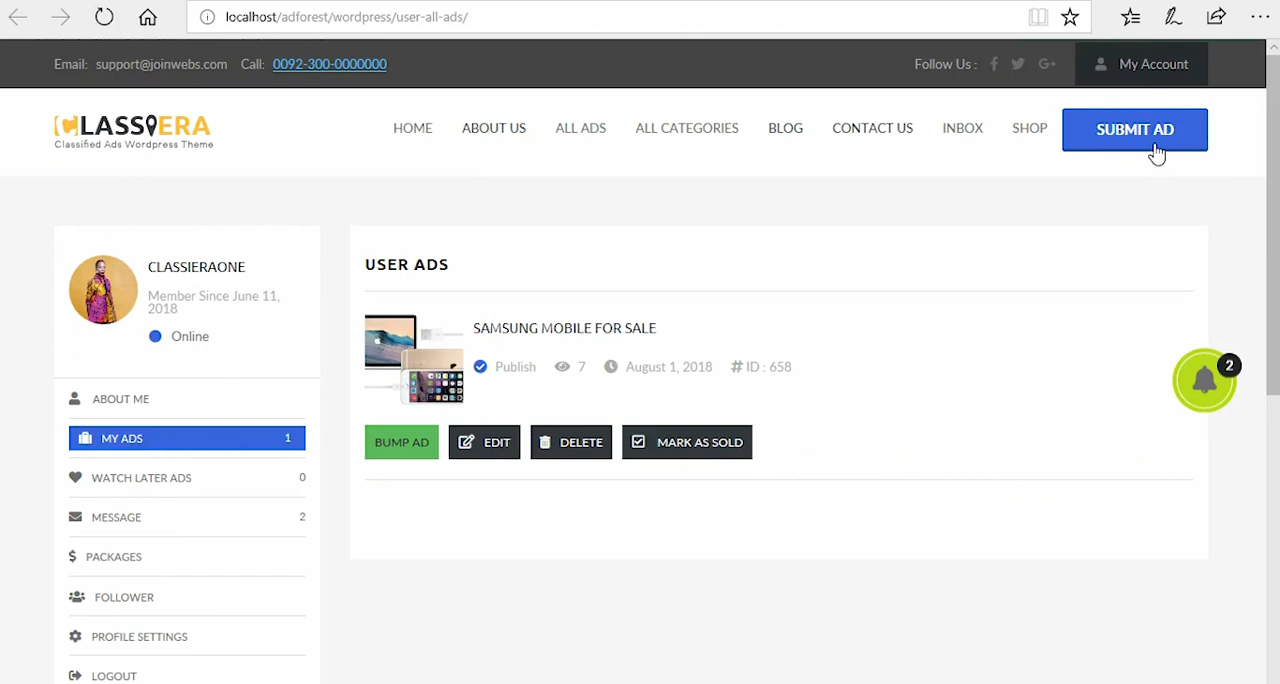 localhost/adforest/wordpress/user-all-ads/
Email: support@joinwebs.com Call: 0092-300-0000000 Follow Us : My Account
CLASSIERA
Classified Ads Wordpress Theme
HOME ABOUT US ALL ADS ALL CATEGORIES BLOG CONTACT US INBOX SHOP SUBMIT AD
CLASSIERAONE
Member Since June 11,
2018
Online
ABOUT ME
MY ADS 1
WATCH LATER ADS 0
MESSAGE 2
PACKAGES
FOLLOWER
PROFILE SETTINGS
LOGOUT
USER ADS
SAMSUNG MOBILE FOR SALE
Publish 7 August 1, 2018 # ID : 658
BUMP AD EDIT DELETE MARK AS SOLD
2